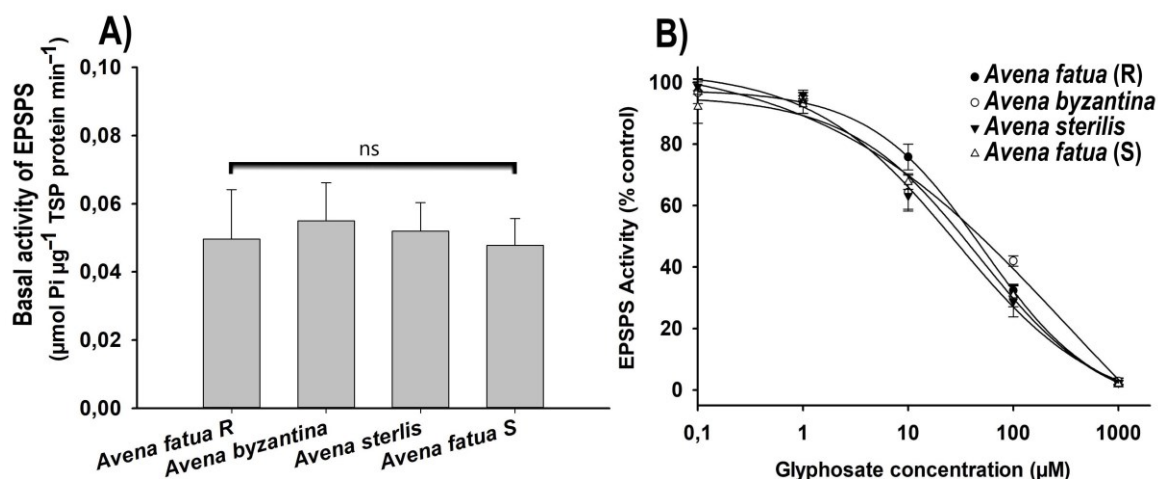 A)
Basal activity of EPSPS
(µmol Pi µg⁻¹ TSP protein min⁻¹)
0,10
0,08
0,06
0,04
0,02
0,00
ns
Avena fatua R
Avena byzantina
Avena sterlis
Avena fatua S
B)
EPSPS Activity (% control)
100
80
60
40
20
0
Avena fatua (R)
Avena byzantina
Avena sterilis
Avena fatua (S)
0,1 1 10 100 1000
Glyphosate concentration (µM)